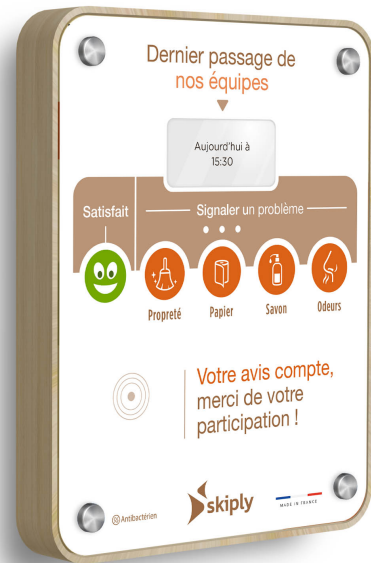 Dernier passage de
nos équipes
Aujourd'hui à
15:30
Satisfait
Signaler un problème
Propreté
Papier
Savon
Odeurs
Votre avis compte,
merci de votre
participation !
Antibactérien
skiply
MADE IN FRANCE